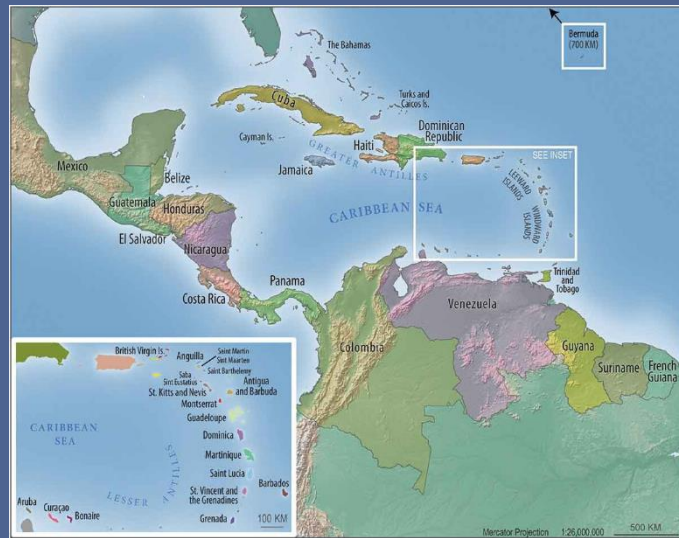 Bermuda
(700 KM)
The Bahamas
Cuba
Turks and
Caicos Is.
Cayman Is.
Haiti
Dominican
Republic
Jamaica
GREATER ANTILLES
SEE INSET
LEEWARD
ISLANDS
WINDWARD
ISLANDS
Mexico
Belize
Guatemala
Honduras
El Salvador
Nicaragua
CARIBBEAN SEA
Costa Rica
Panama
Trinidad
and
Tobago
Venezuela
Colombia
Guyana
Suriname
French
Guiana
British Virgin Is.
Anguilla
Saint Martin
Sint Maarten
Saint Barthelemy
Saba
Sint Eustatius
St. Kitts and Nevis
Antigua
and Barbuda
Montserrat
Guadeloupe
CARIBBEAN
SEA
Dominica
Martinique
Saint Lucia
LESSER
ANTILLES
St. Vincent and
the Grenadines
Barbados
Aruba
Curaçao
Bonaire
Grenada
100 KM
Mercator Projection
1:26,000,000
500 KM